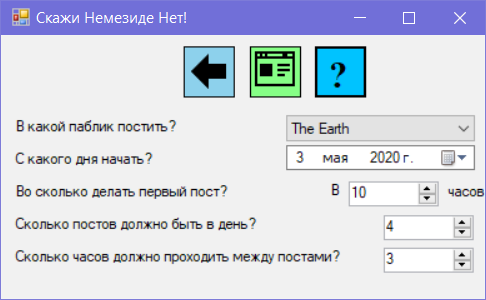 Скажи Немезиде Нет!
?
В какой паблик постить? The Earth
С какого дня начать? 3 мая 2020 г.
Во сколько делать первый пост? В 10 часов
Сколько постов должно быть в день? 4
Сколько часов должно проходить между постами? 3